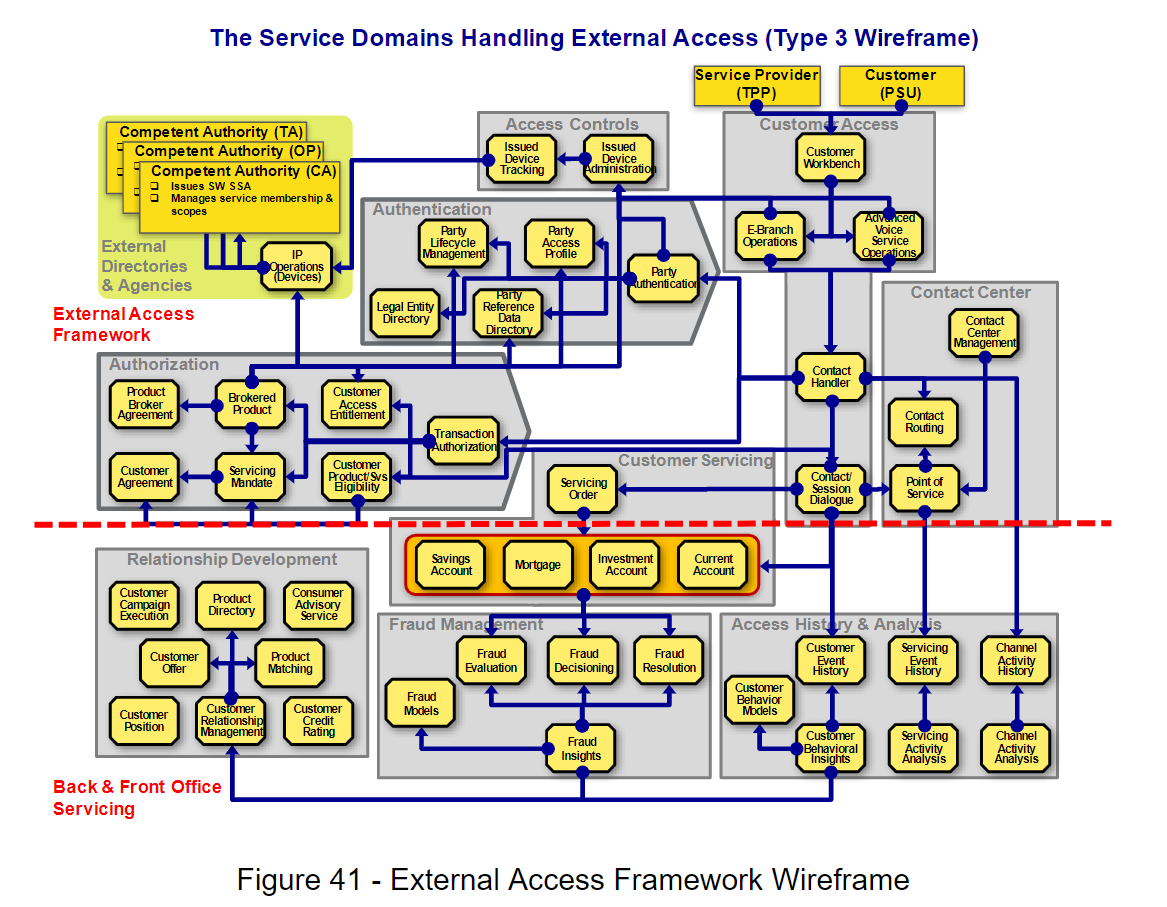 The Service Domains Handling External Access (Type 3 Wireframe)
Service Provider
(TPP)
Customer
(PSU)
Competent Authority (TA)
Competent Authority (OP)
Competent Authority (CA)
Issues SW SSA
Manages service membership &
scopes
External
Directories
& Agencies
IP
Operations
(Devices)
External Access
Framework
Access Controls
Issued
Device
Tracking
Issued
Device
Administration
Customer Access
Customer
Workbench
E-Branch
Operations
Advanced
Voice
Service
Operations
Authentication
Party
Lifecycle
Management
Party
Access
Profile
Party
Authentication
Legal Entity
Directory
Party
Reference
Data
Directory
Contact Center
Contact
Center
Management
Contact
Handler
Contact
Routing
Contact/
Session
Dialogue
Point of
Service
Authorization
Product
Broker
Agreement
Brokered
Product
Customer
Access
Entitlement
Transaction
Authorization
Customer
Agreement
Servicing
Mandate
Customer
Product/Svs
Eligibility
Customer Servicing
Servicing
Order
Savings
Account
Mortgage
Investment
Account
Current
Account
Relationship Development
Customer
Campaign
Execution
Product
Directory
Consumer
Advisory
Service
Customer
Offer
Product
Matching
Customer
Position
Customer
Relationship
Management
Customer
Credit
Rating
Fraud Management
Fraud
Evaluation
Fraud
Decisioning
Fraud
Resolution
Fraud
Models
Fraud
Insights
Access History & Analysis
Customer
Event
History
Servicing
Event
History
Channel
Activity
History
Customer
Behavior
Models
Customer
Behavioral
Insights
Servicing
Activity
Analysis
Channel
Activity
Analysis
Back & Front Office
Servicing
Figure 41 - External Access Framework Wireframe